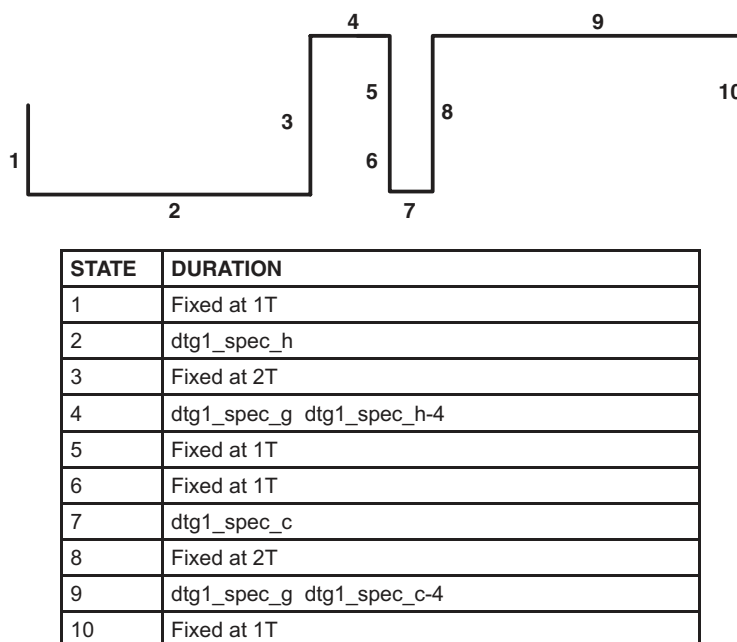 4
9
5
10
8
3
1
6
2
7
STATE DURATION
1 Fixed at 1T
2 dtg1_spec_h
3 Fixed at 2T
4 dtg1_spec_g dtg1_spec_h-4
5 Fixed at 1T
6 Fixed at 1T
7 dtg1_spec_c
8 Fixed at 2T
9 dtg1_spec_g dtg1_spec_c-4
10 Fixed at 1T